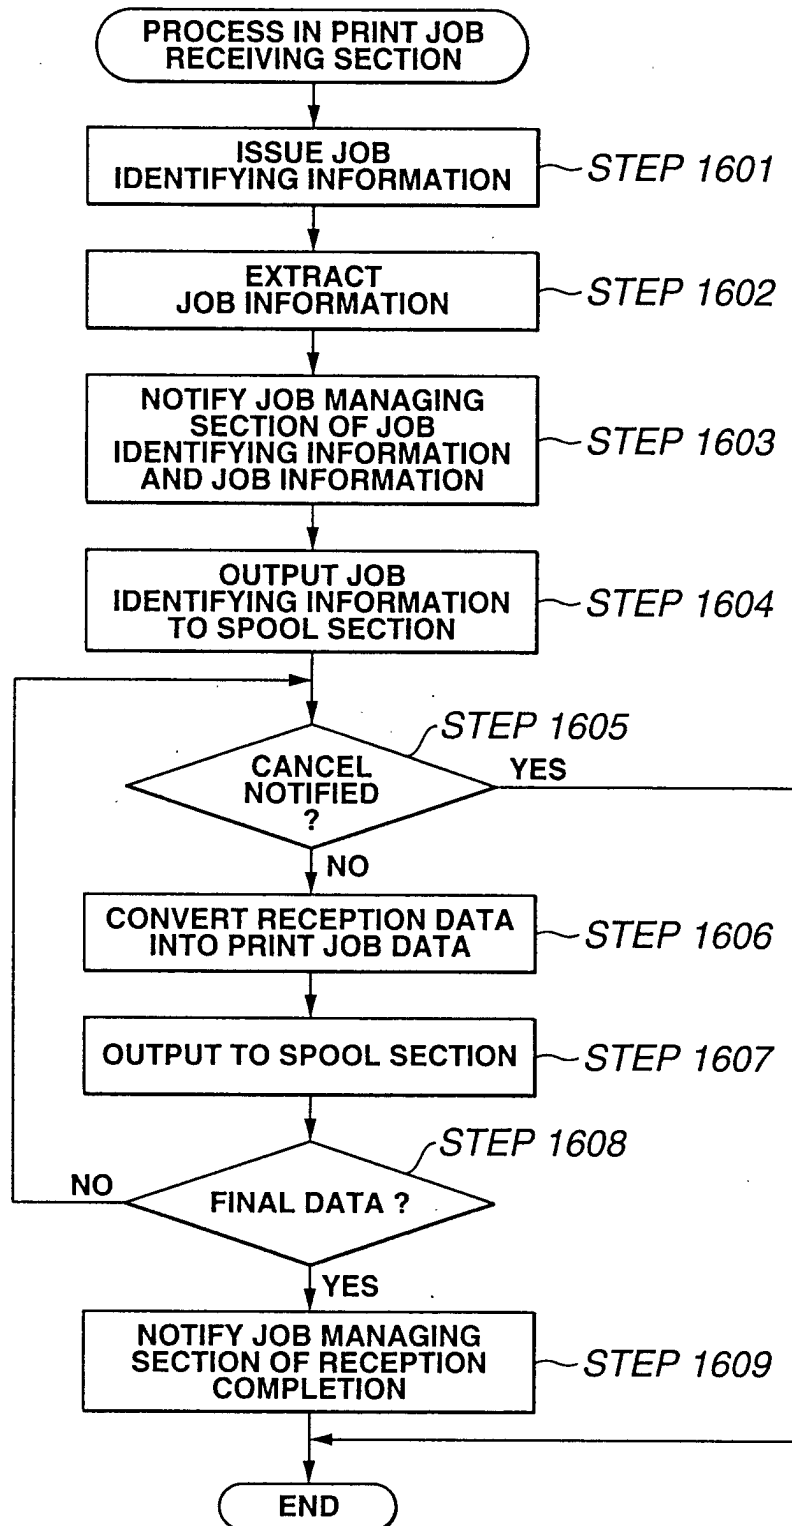 PROCESS IN PRINT JOB
RECEIVING SECTION
ISSUE JOB
IDENTIFYING INFORMATION
STEP 1601
EXTRACT
JOB INFORMATION
STEP 1602
NOTIFY JOB MANAGING
SECTION OF JOB
IDENTIFYING INFORMATION
AND JOB INFORMATION
STEP 1603
OUTPUT JOB
IDENTIFYING INFORMATION
TO SPOOL SECTION
STEP 1604
STEP 1605
CANCEL
NOTIFIED
?
YES
NO
CONVERT RECEPTION DATA
INTO PRINT JOB DATA
STEP 1606
OUTPUT TO SPOOL SECTION
STEP 1607
STEP 1608
NO
FINAL DATA ?
YES
NOTIFY JOB MANAGING
SECTION OF RECEPTION
COMPLETION
STEP 1609
END